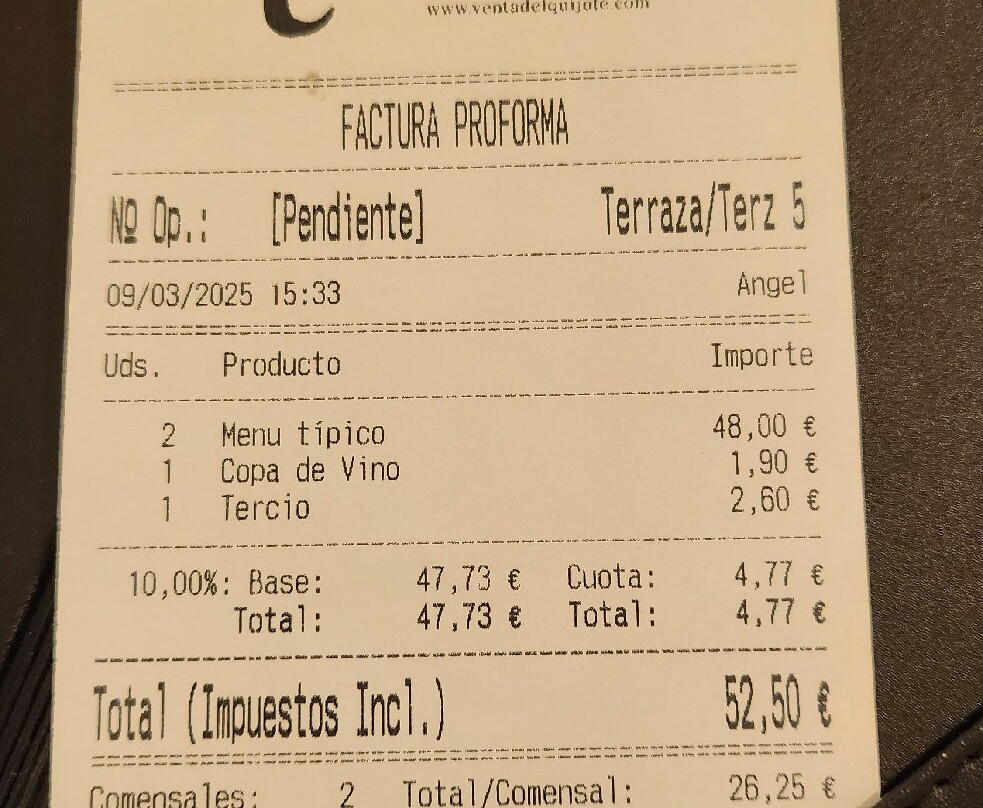 www.ventadelquijote.com
FACTURA PROFORMA
Nº Op.: [Pendiente] Terraza/Terz 5
09/03/2025 15:33 Angel
Uds. Producto Importe
2 Menu típico 48,00 €
1 Copa de Vino 1,90 €
1 Tercio 2,60 €
10,00%: Base: 47,73 € Cuota: 4,77 €
Total: 47,73 € Total: 4,77 €
Total (Impuestos Incl.) 52,50 €
Comensales: 2 Total/Comensal: 26,25 €